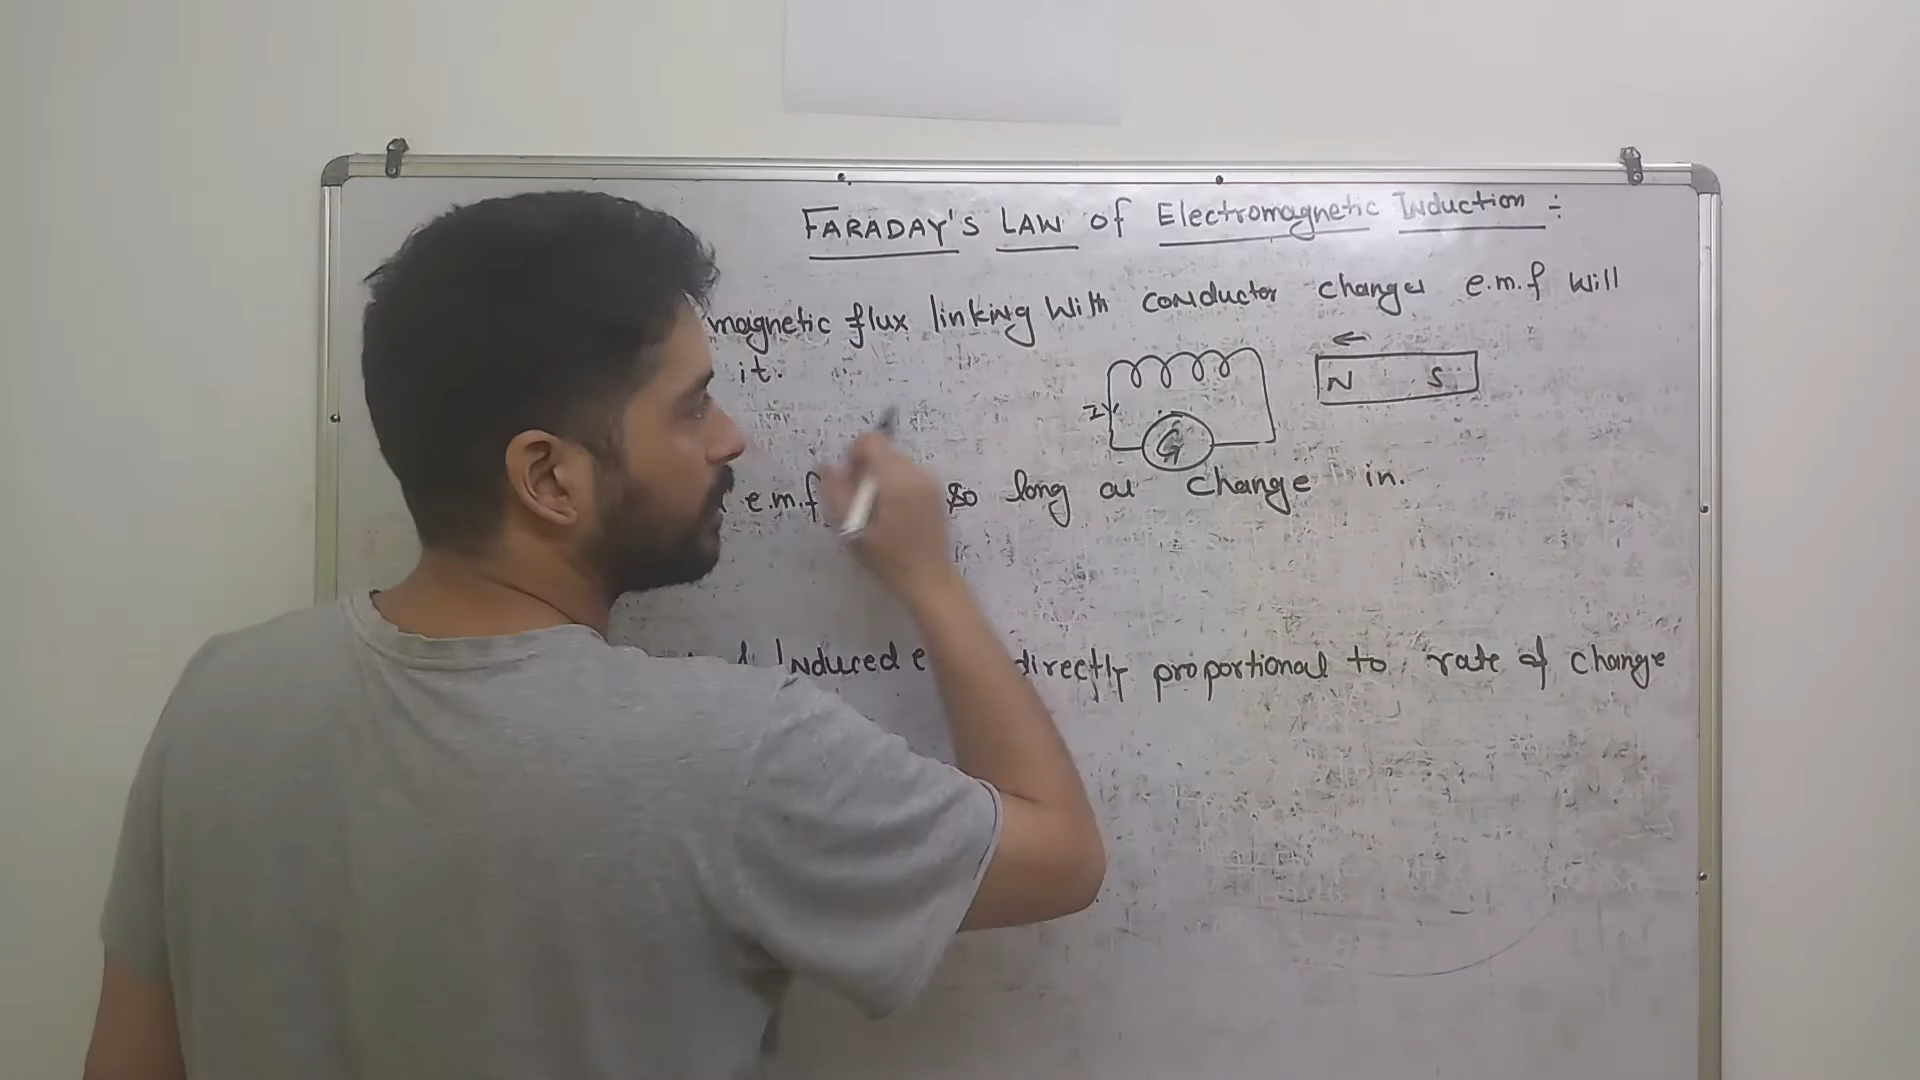 FARADAY'S LAW of Electromagnetic Induction :
magnetic flux linking with conductor changes e.m.f will
it.
N S
I
G
e.m.f so long as change in.
Induced directly proportional to rate of change